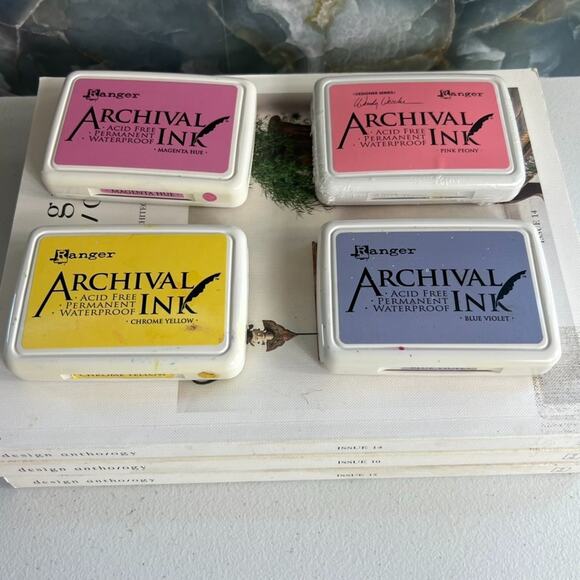 Ranger
ARCHIVAL
· ACID FREE
· PERMANENT
WATERPROOF ·
INK
· MAGENTA HUE ·
MAGENTA HUE
· DESIGNER SERIES ·
Wendy Vecchi
Ranger
ARCHIVAL
· ACID FREE
· PERMANENT
WATERPROOF ·
INK
· PINK PEONY ·
ISSUE 14
g
Ranger
ARCHIVAL
· ACID FREE
· PERMANENT
WATERPROOF ·
INK
· CHROME YELLOW ·
CHROME YELLOW
Ranger
ARCHIVAL
· ACID FREE
· PERMANENT
WATERPROOF ·
INK
· BLUE VIOLET ·
design anthology
ISSUE 14
design anthology
ISSUE 10
design anthology